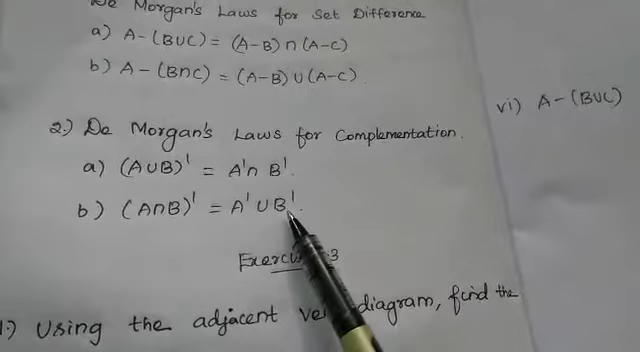 De Morgan's Laws for Set Difference
a) A-(B∪C) = (A-B) ∩ (A-C)
b) A-(B∩C) = (A-B) ∪ (A-C).
vi) A-(B∪C)
2.) De Morgan's Laws for Complementation.
a) (A∪B)' = A'∩ B'.
b) (A∩B)' = A' ∪ B'.
3
1.) Using the adjacent diagram, find the